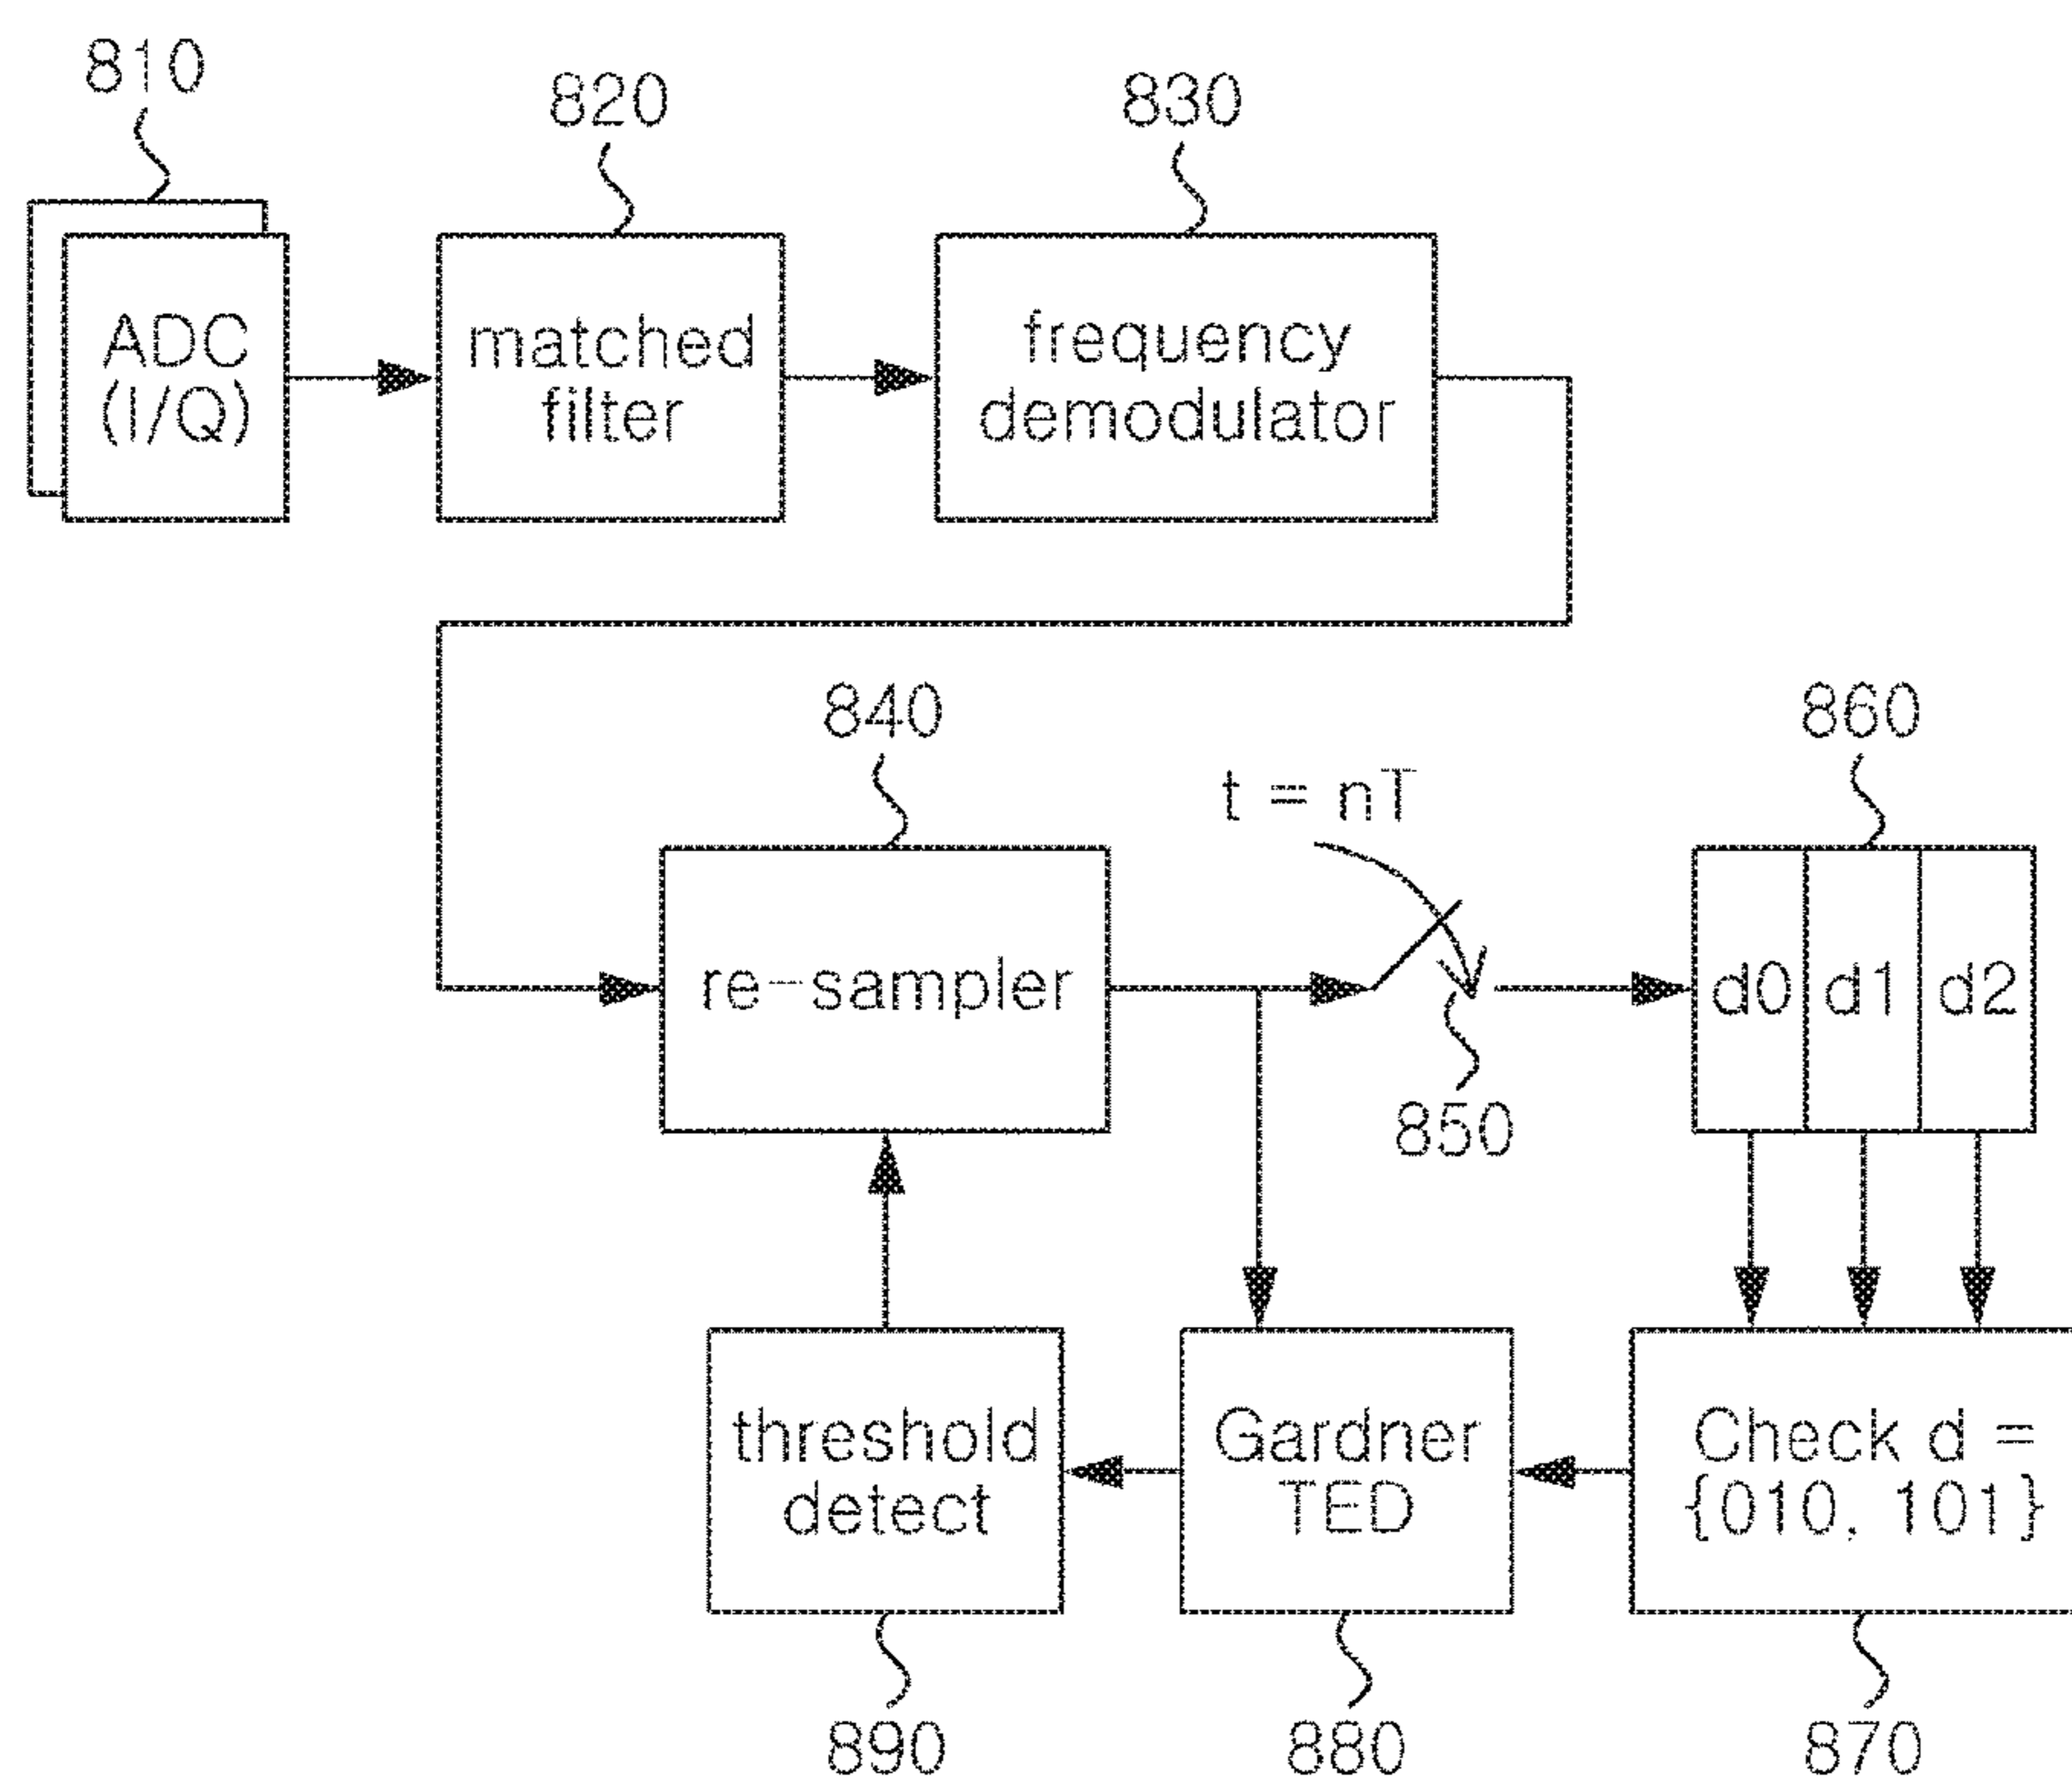 810
820
830
ADC
(I/Q)
matched
filter
frequency
demodulator
840
t = nT
860
re-sampler
d0 d1 d2
850
threshold
detect
Gardner
TED
Check d =
{010, 101}
890
880
870